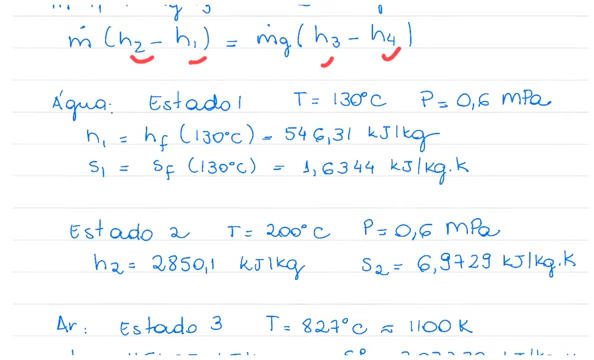 ṁ (h₂ − h₁) = ṁg (h₃ − h₄)
Água: Estado 1 T = 130°C P = 0,6 MPa
h₁ = hf (130°C) = 546,31 kJ/kg
s₁ = sf (130°C) = 1,6344 kJ/kg.k
Estado 2 T = 200°C P = 0,6 MPa
h₂ = 2850,1 kJ/kg s₂ = 6,9729 kJ/kg.k
Ar: Estado 3 T = 827°C ≈ 1100 K